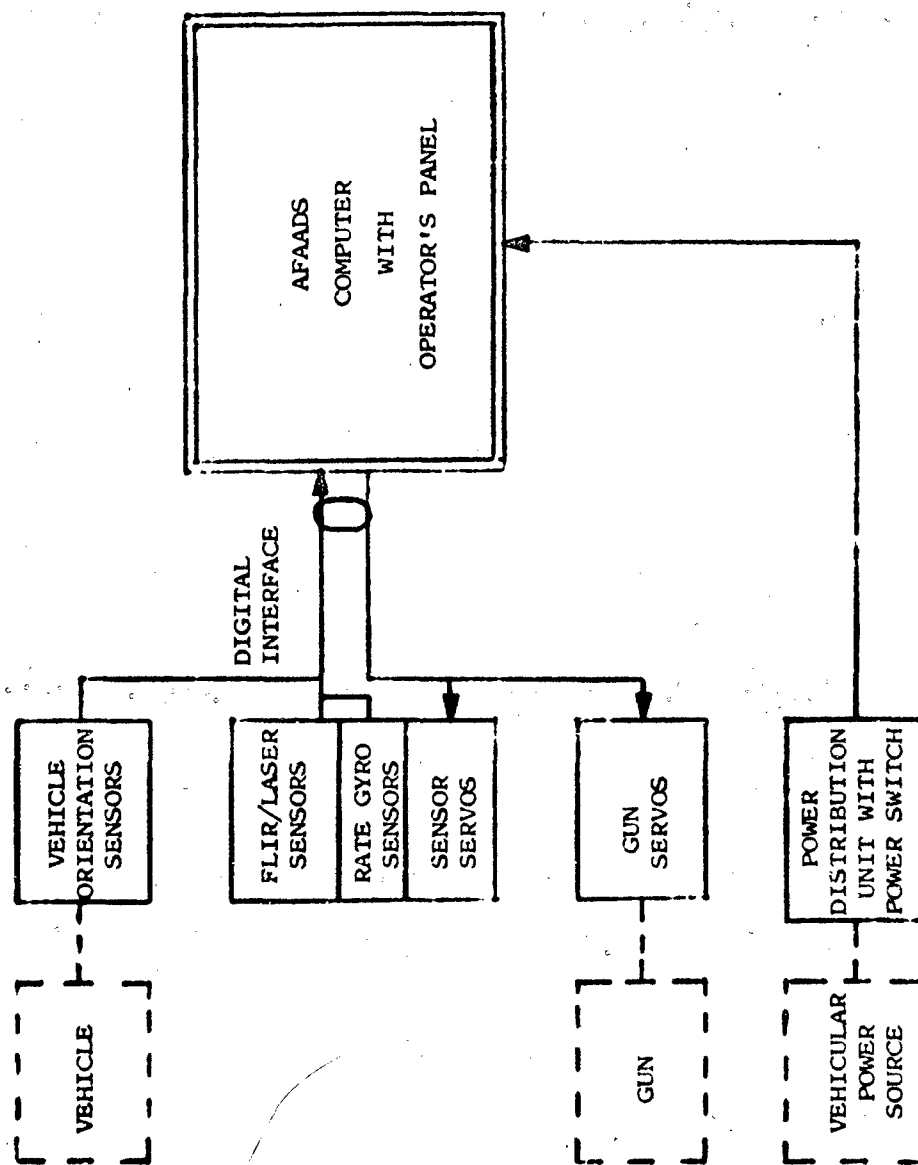 VEHICLE
VEHICLE
ORIENTATION
SENSORS
FLIR/LASER
SENSORS
RATE GYRO
SENSORS
SENSOR
SERVOS
GUN
GUN
SERVOS
VEHICULAR
POWER
SOURCE
POWER
DISTRIBUTION
UNIT WITH
POWER SWITCH
DIGITAL
INTERFACE
AFAADS
COMPUTER
WITH
OPERATOR'S PANEL